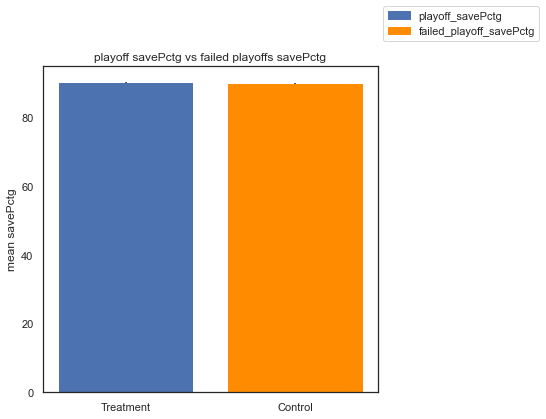 playoff_savePctg
failed_playoff_savePctg
playoff savePctg vs failed playoffs savePctg
mean savePctg
80
60
40
20
0
Treatment
Control